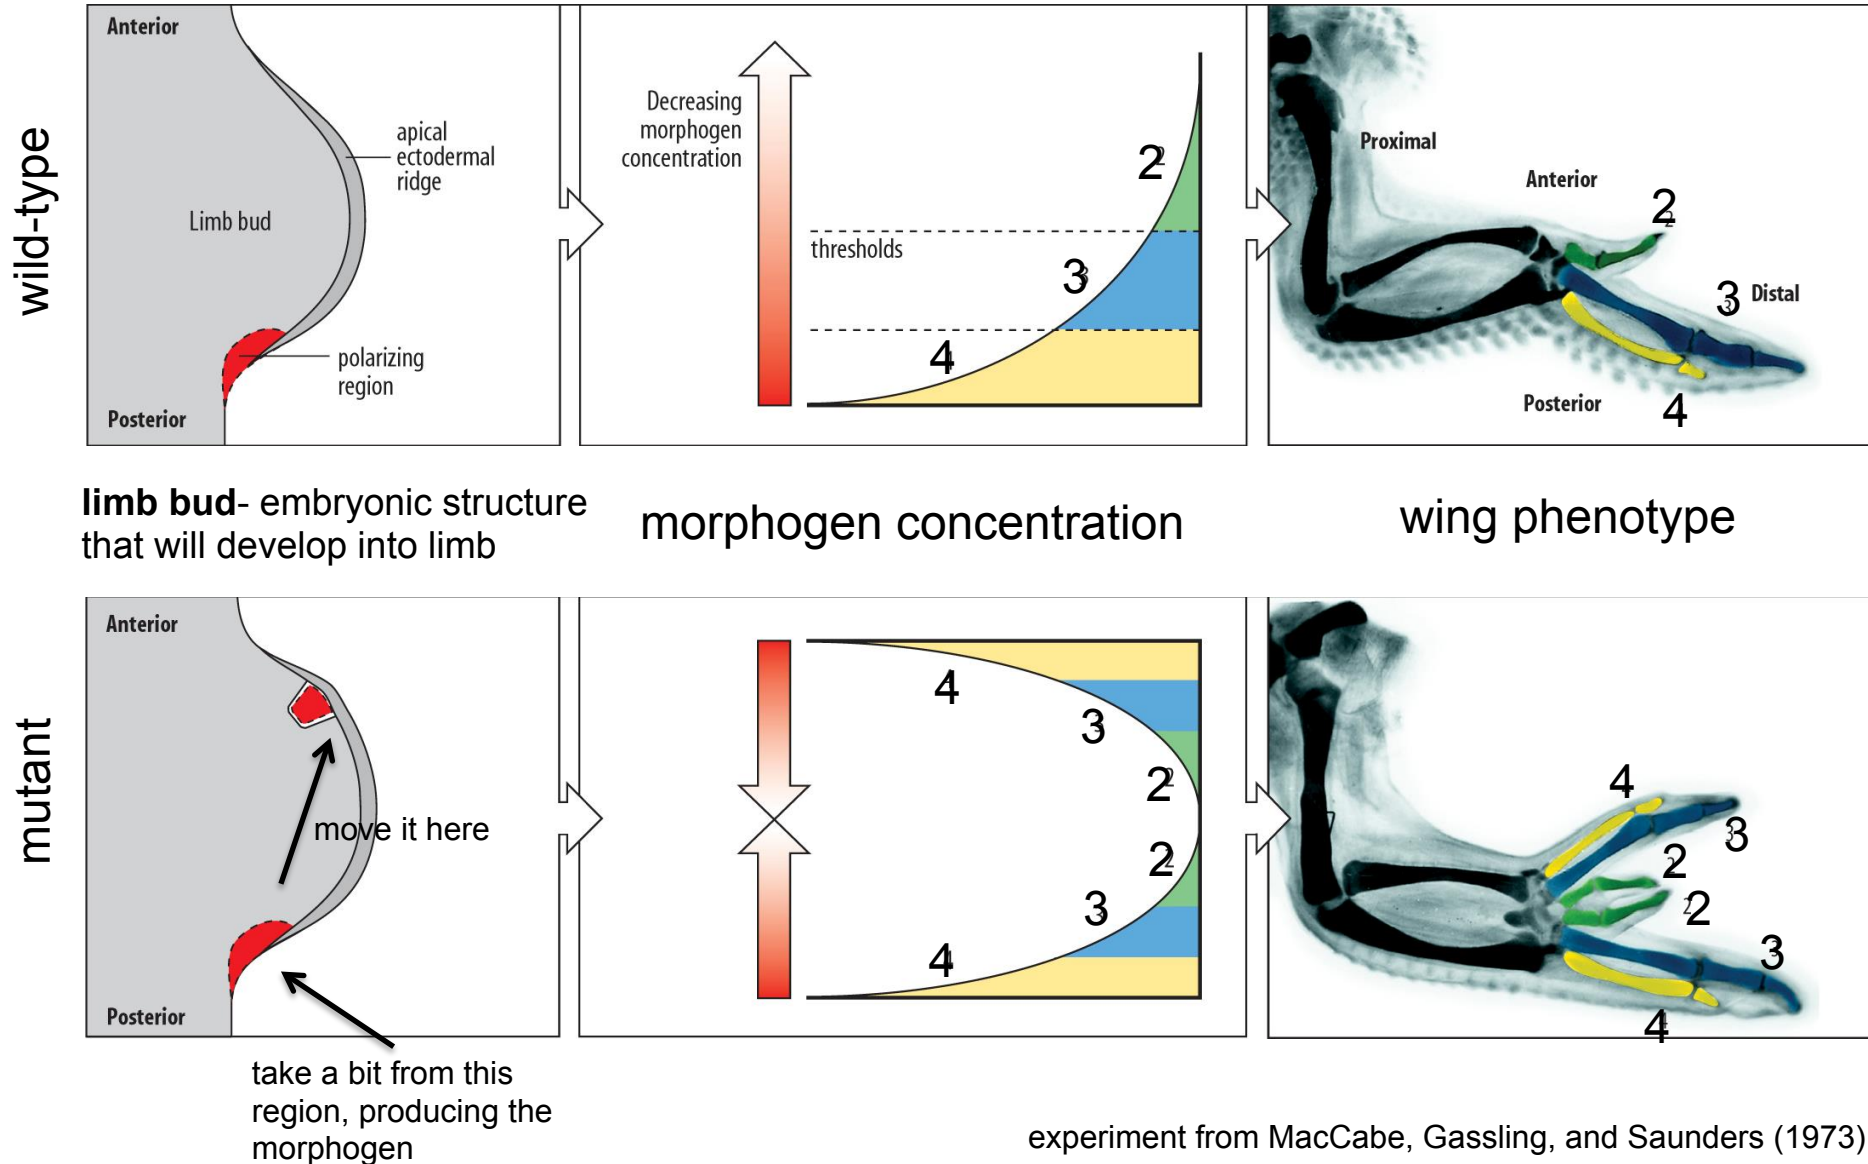 wild-type
Anterior
apical
ectodermal
ridge
Limb bud
polarizing
region
Posterior
Decreasing
morphogen
concentration
thresholds
2
3
4
Proximal
Anterior
2
3
Distal
Posterior
4
limb bud- embryonic structure
that will develop into limb
morphogen concentration
wing phenotype
mutant
Anterior
move it here
Posterior
take a bit from this
region, producing the
morphogen
4
3
2
2
3
4
4
3
2
2
3
4
experiment from MacCabe, Gassling, and Saunders (1973)